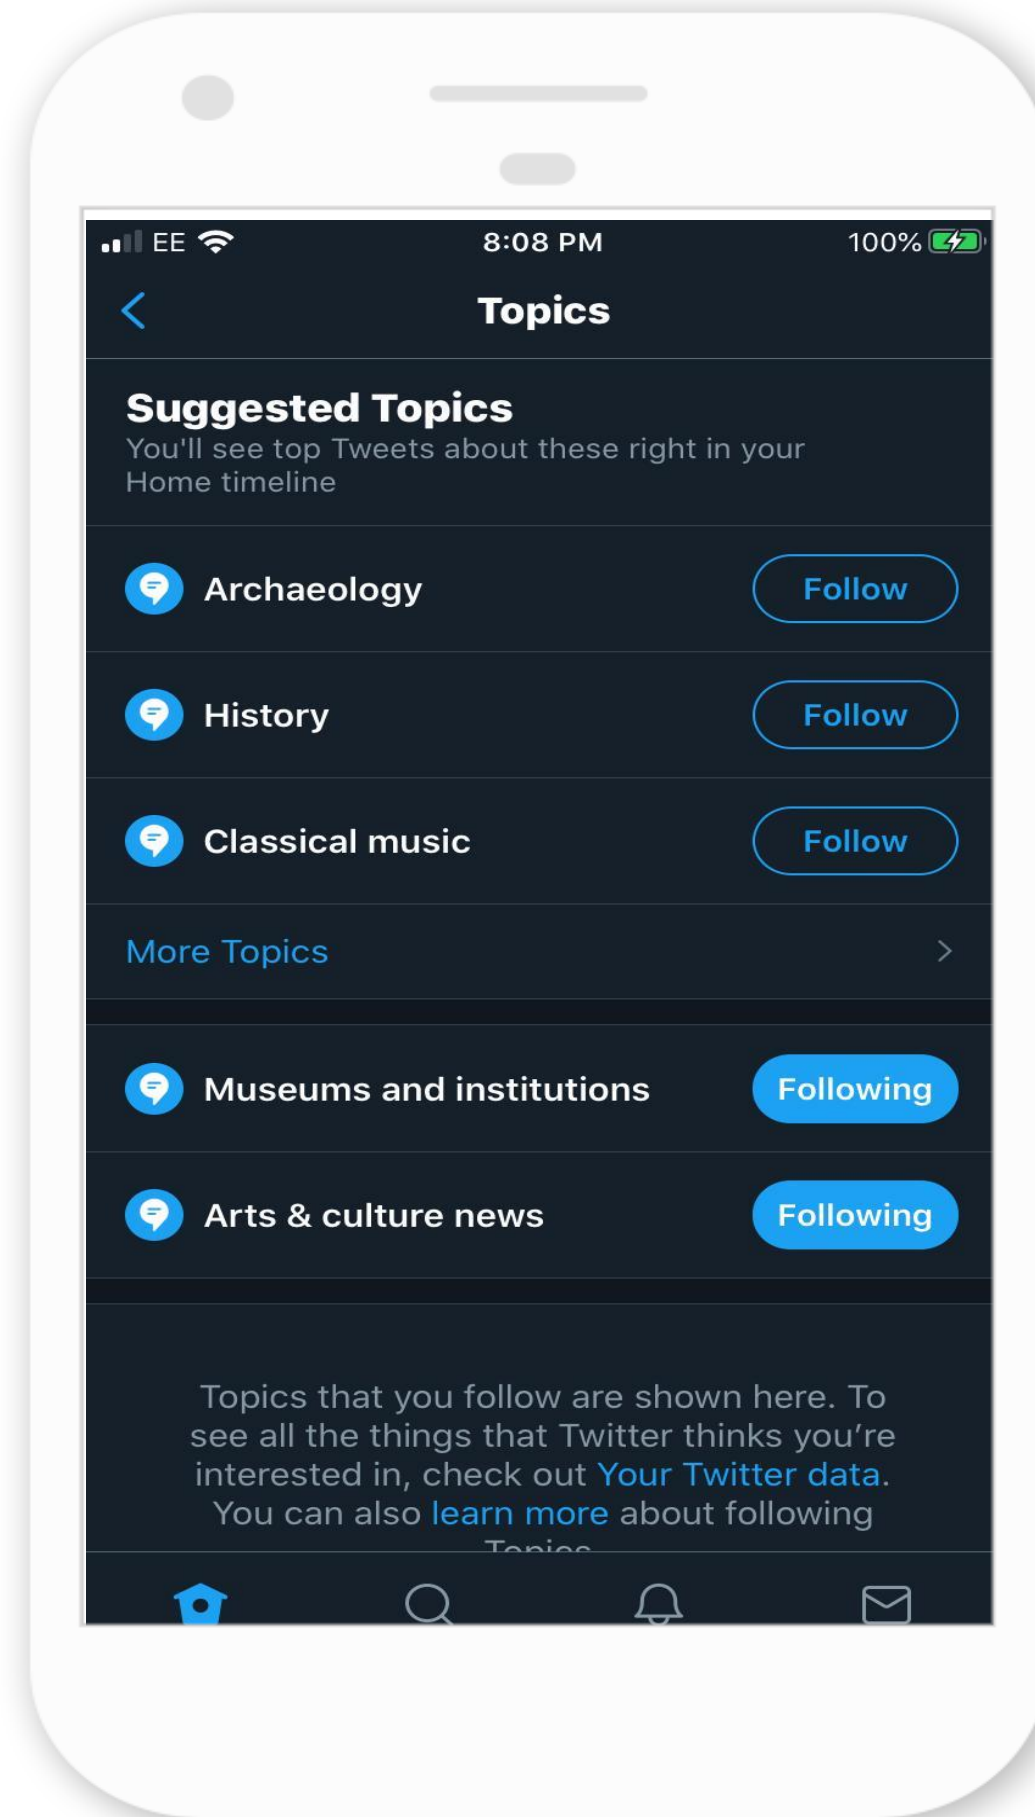 EE 8:08 PM 100%
Topics
Suggested Topics
You'll see top Tweets about these right in your
Home timeline
Archaeology Follow
History Follow
Classical music Follow
More Topics
Museums and institutions Following
Arts & culture news Following
Topics that you follow are shown here. To
see all the things that Twitter thinks you’re
interested in, check out Your Twitter data.
You can also learn more about following
Topics